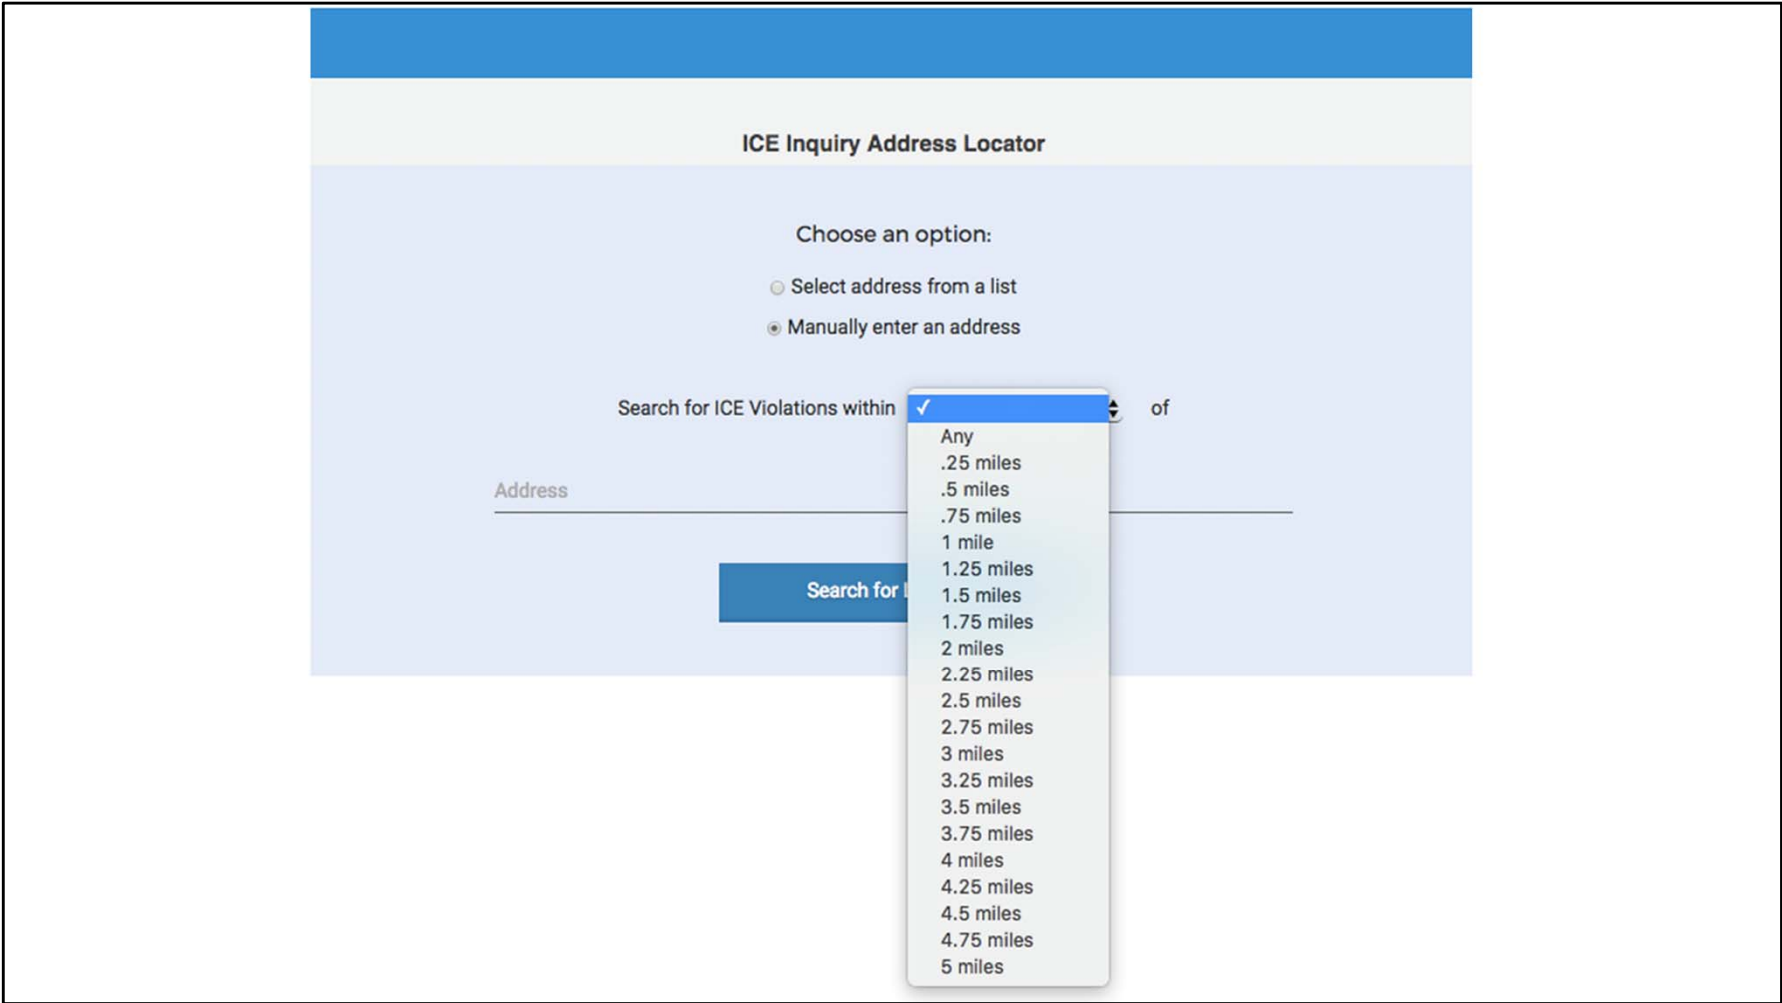 ICE Inquiry Address Locator
Choose an option:
Select address from a list
Manually enter an address
Search for ICE Violations within ✓ of
Any
.25 miles
.5 miles
.75 miles
1 mile
1.25 miles
1.5 miles
1.75 miles
2 miles
2.25 miles
2.5 miles
2.75 miles
3 miles
3.25 miles
3.5 miles
3.75 miles
4 miles
4.25 miles
4.5 miles
4.75 miles
5 miles
Address
Search for